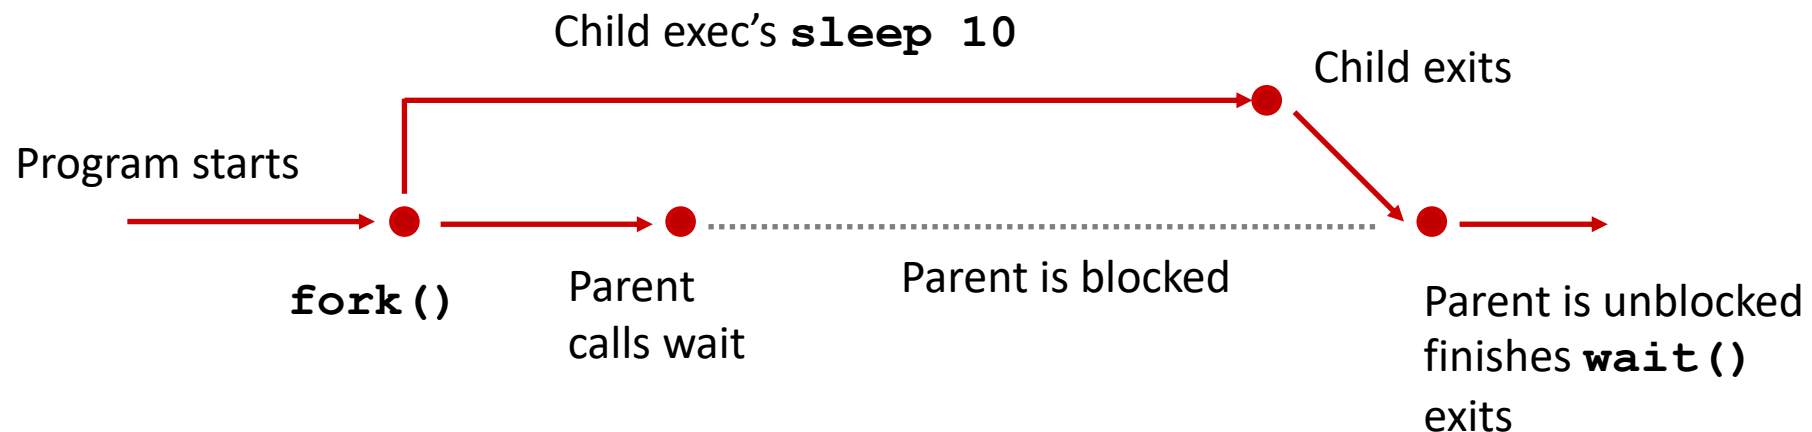 Child exec’s sleep 10
Child exits
Program starts
fork()
Parent
calls wait
Parent is blocked
Parent is unblocked
finishes wait()
exits